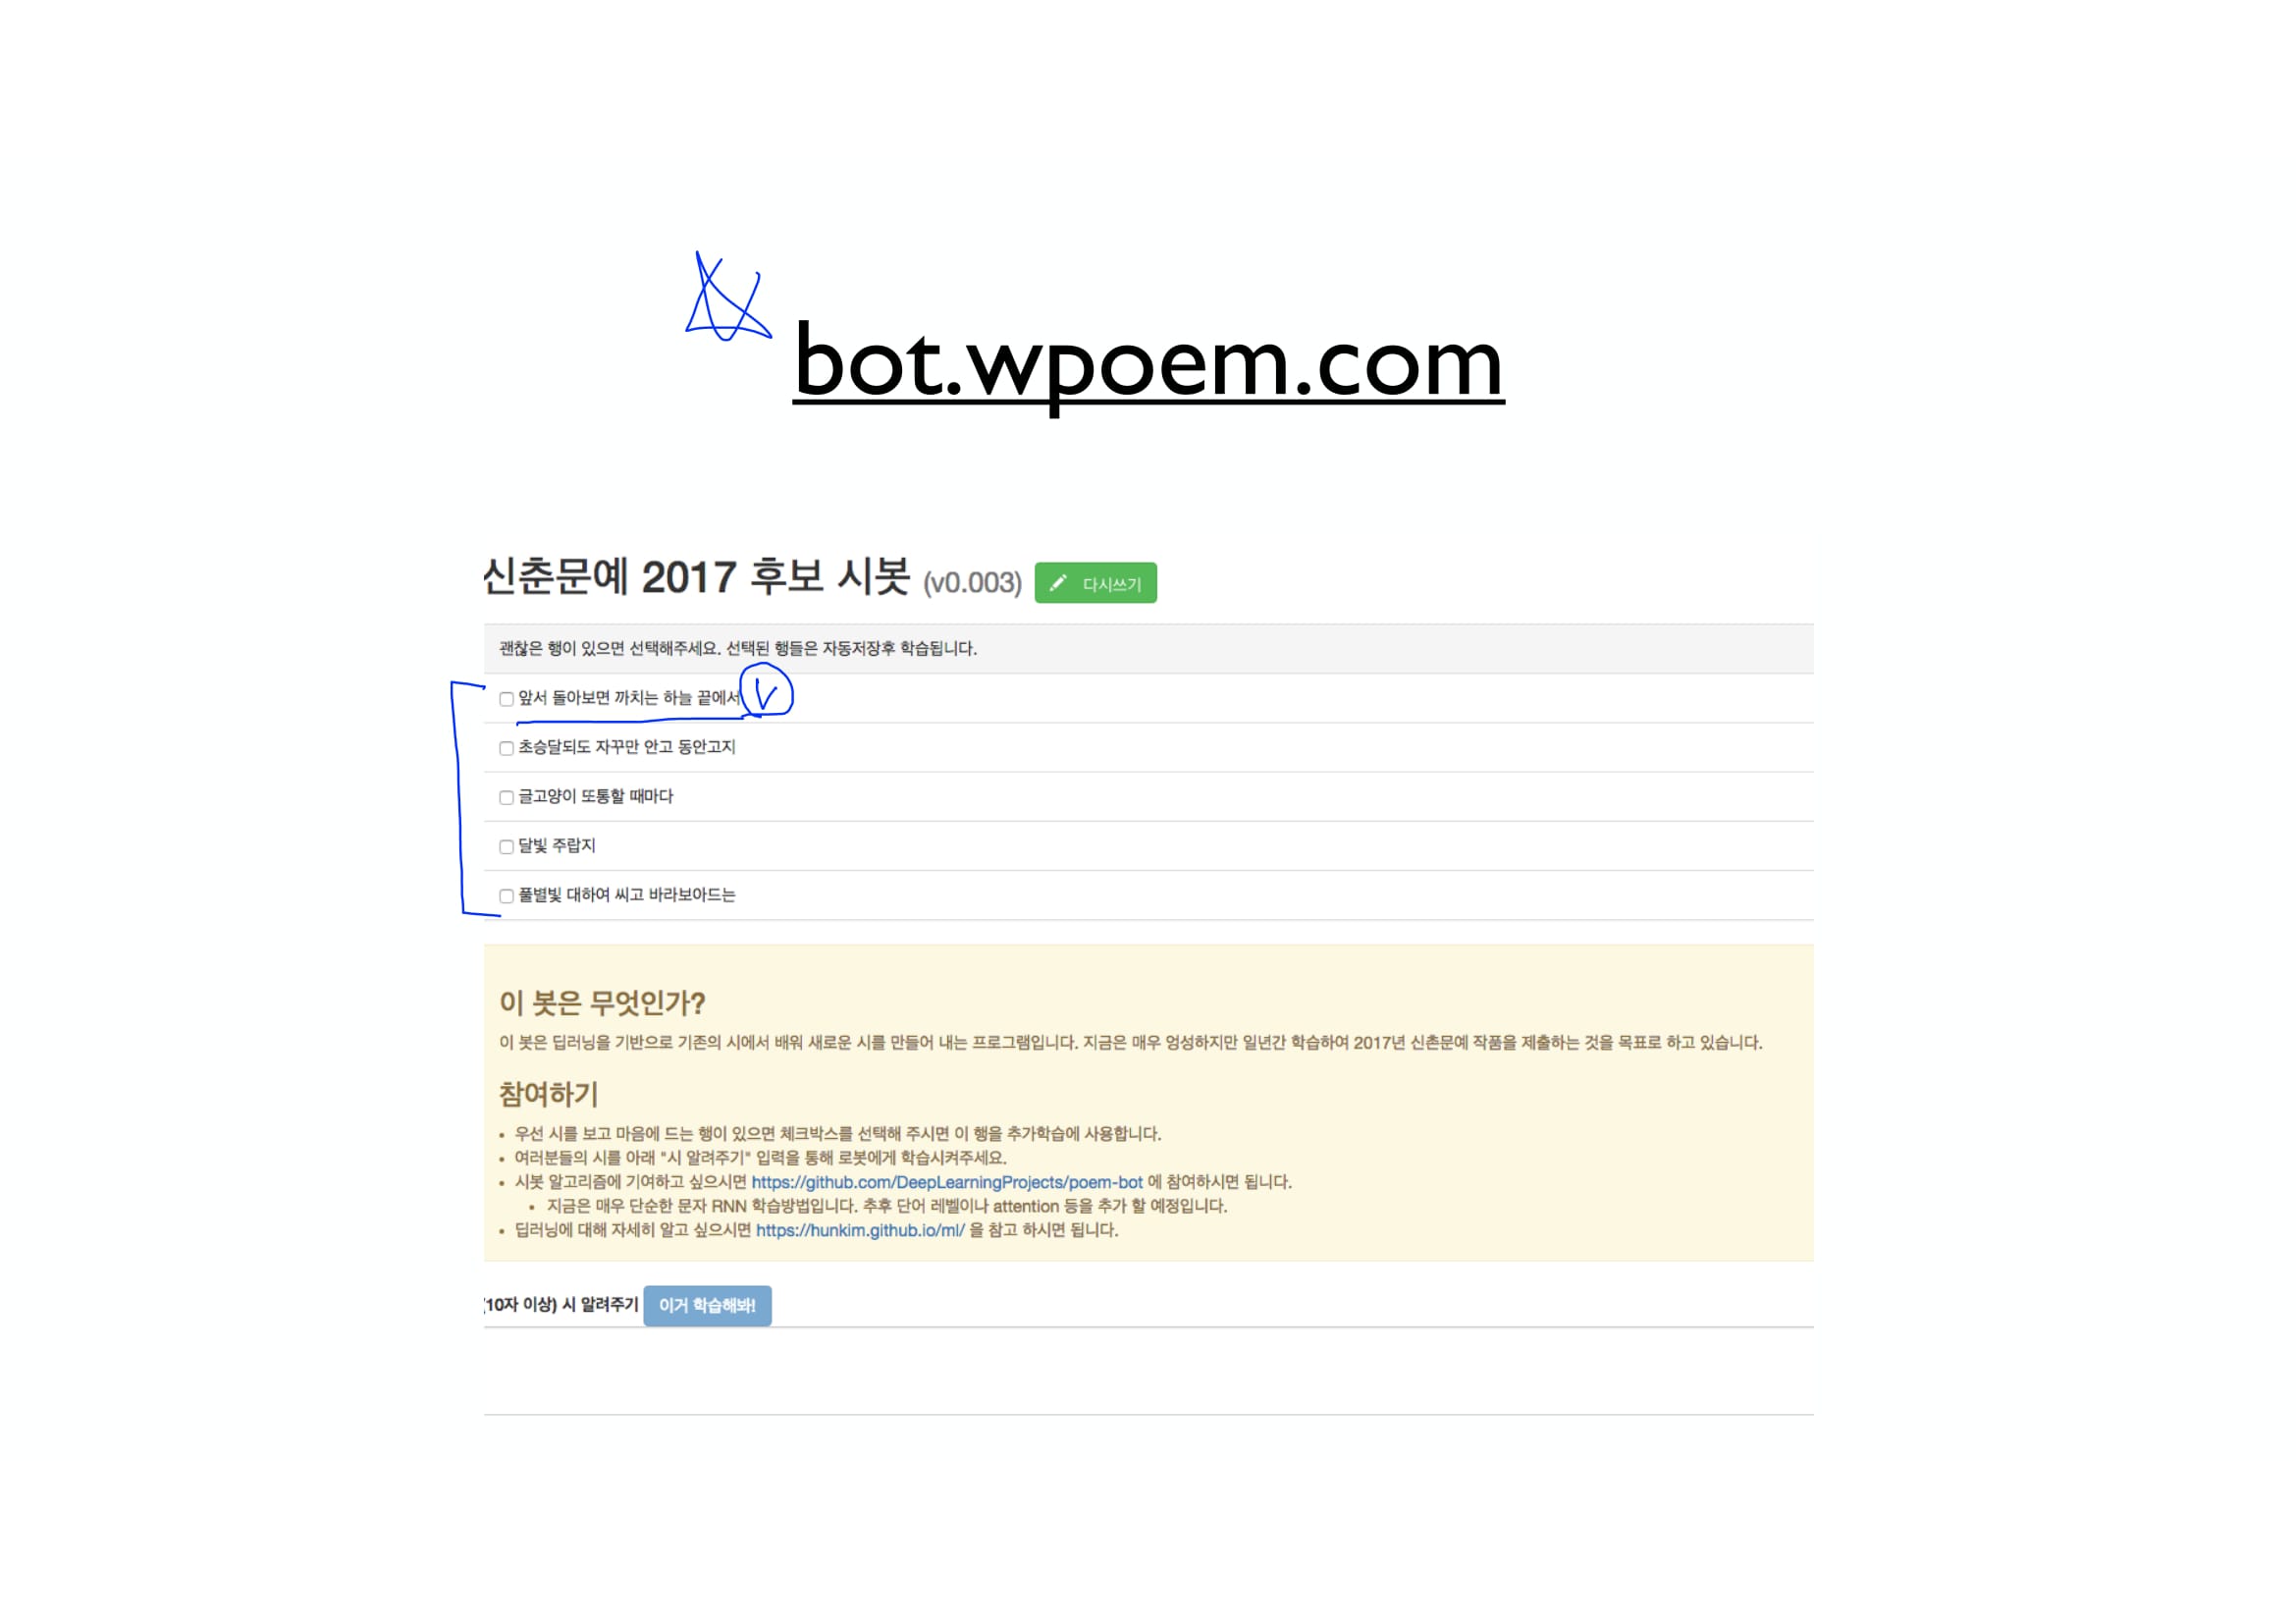 bot.wpoem.com
신춘문예 2017 후보 시봇 (v0.003) 다시쓰기
괜찮은 행이 있으면 선택해주세요. 선택된 행들은 자동저장후 학습됩니다.
앞서 돌아보면 까치는 하늘 끝에서 V
초승달되도 자꾸만 안고 동안고지
글고양이 또통할 때마다
달빛 주랍지
풀별빛 대하여 씨고 바라보아드는
이 봇은 무엇인가?
이 봇은 딥러닝을 기반으로 기존의 시에서 배워 새로운 시를 만들어 내는 프로그램입니다. 지금은 매우 엉성하지만 일년간 학습하여 2017년 신촌문예 작품을 제출하는 것을 목표로 하고 있습니다.
참여하기
• 우선 시를 보고 마음에 드는 행이 있으면 체크박스를 선택해 주시면 이 행을 추가학습에 사용합니다.
• 여러분들의 시를 아래 "시 알려주기" 입력을 통해 로봇에게 학습시켜주세요.
• 시봇 알고리즘에 기여하고 싶으시면 https://github.com/DeepLearningProjects/poem-bot 에 참여하시면 됩니다.
• 지금은 매우 단순한 문자 RNN 학습방법입니다. 추후 단어 레벨이나 attention 등을 추가 할 예정입니다.
• 딥러닝에 대해 자세히 알고 싶으시면 https://hunkim.github.io/ml/ 을 참고 하시면 됩니다.
(10자 이상) 시 알려주기 이거 학습해봐!